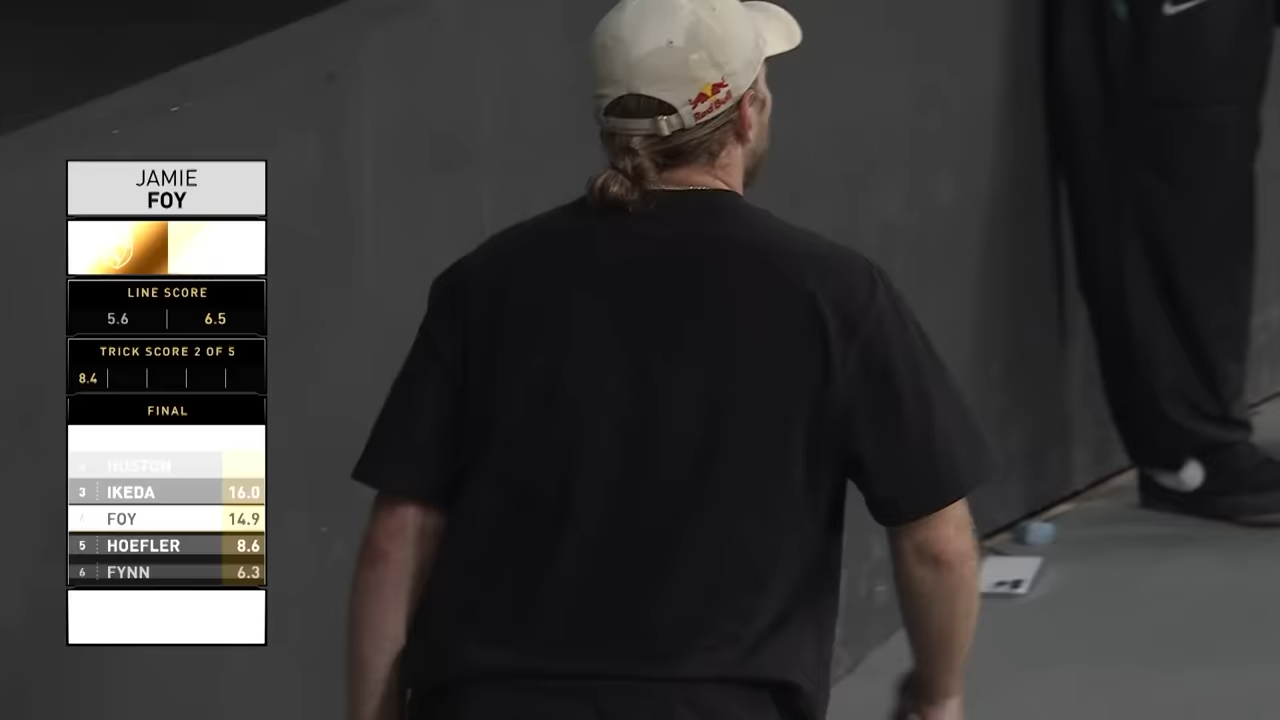 Red Bull
JAMIE
FOY
LINE SCORE
5.6 6.5
TRICK SCORE 2 OF 5
8.4
FINAL
HUSTON
3 IKEDA 16.0
FOY 14.9
5 HOEFLER 8.6
6 FYNN 6.3